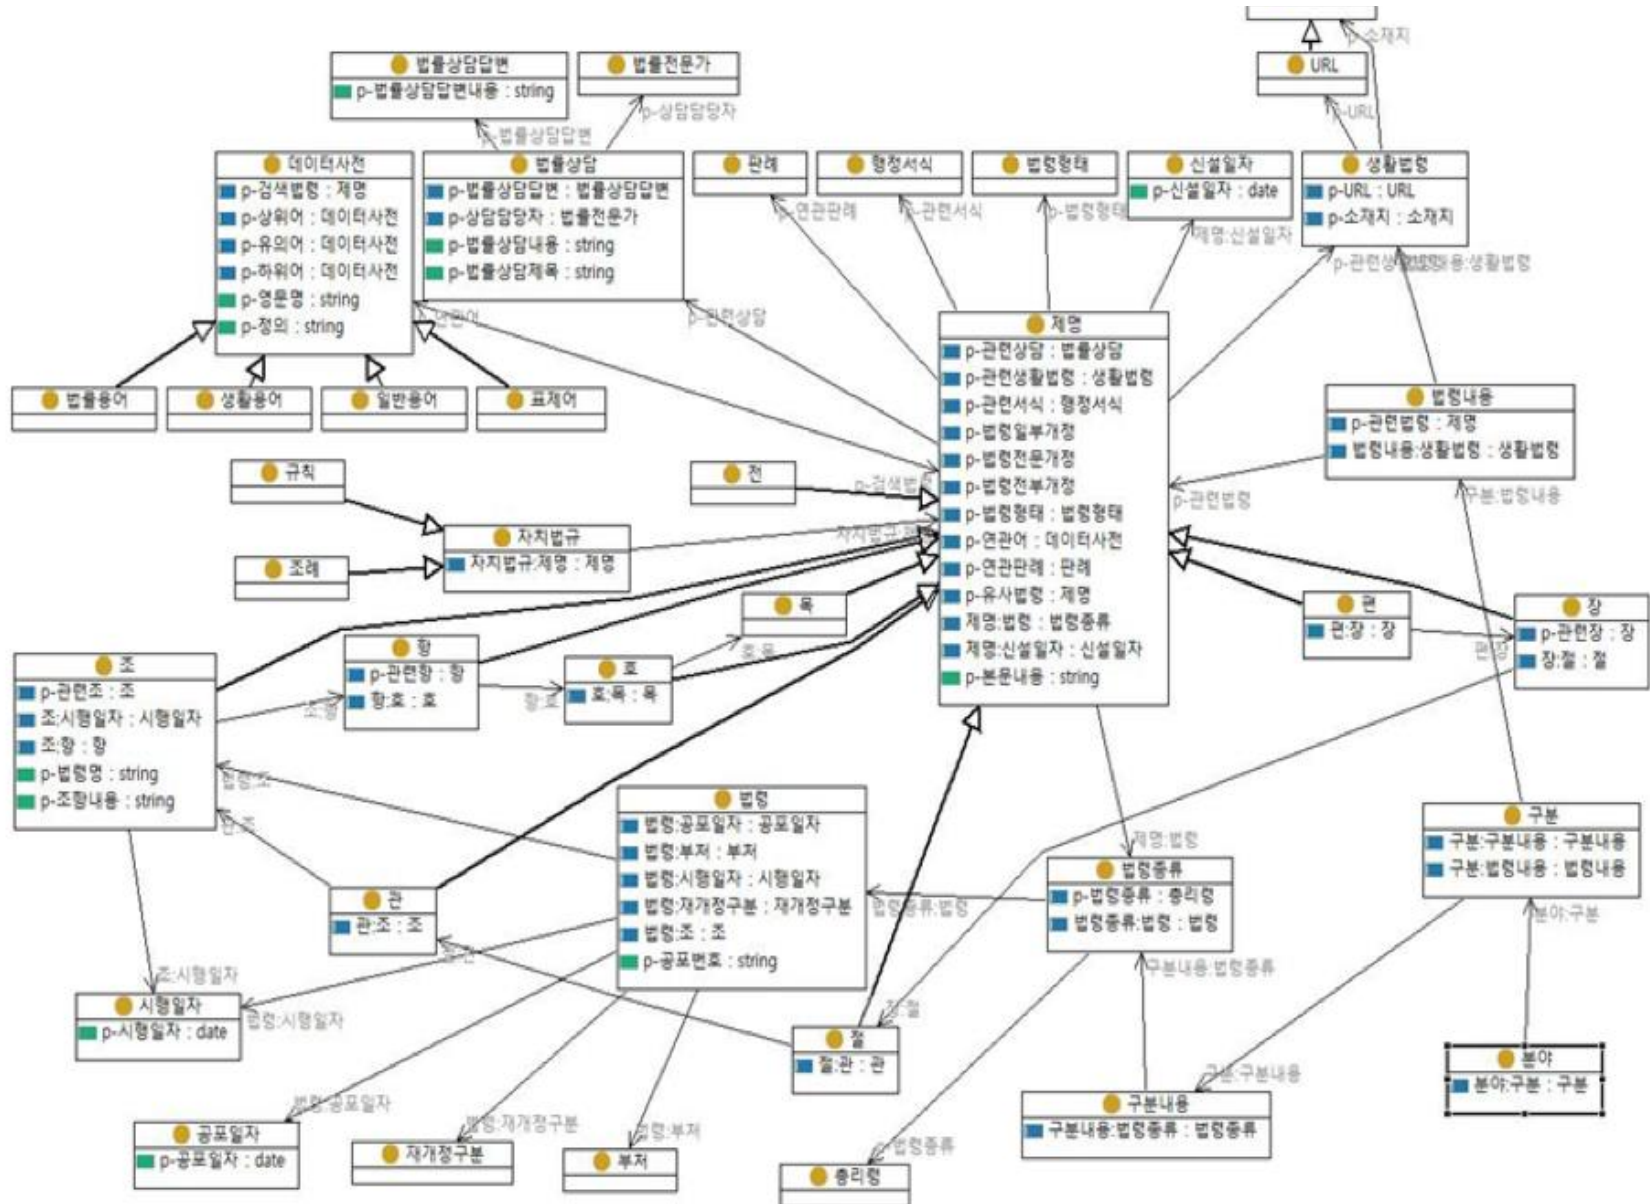 p-소재지
URL
p-URL
법률상담답변
p-법률상담답변내용 : string
법률전문가
p-상담담당자
p-법률상담답변
데이터사전
p-검색법령 : 제명
p-상위어 : 데이터사전
p-유의어 : 데이터사전
p-하위어 : 데이터사전
p-영문명 : string
p-정의 : string
법률상담
p-법률상담답변 : 법률상담답변
p-상담담당자 : 법률전문가
p-법률상담내용 : string
p-법률상담제목 : string
판례
행정서식
법령형태
신설일자
p-신설일자 : date
생활법령
p-URL : URL
p-소재지 : 소재지
p-연관판례
p-관련서식
p-법령형태
제명:신설일자
내용:생활법령
p-관련상담
법률용어
생활용어
일반용어
표제어
제명
p-관련상담 : 법률상담
p-관련생활법령 : 생활법령
p-관련서식 : 행정서식
p-법령일부개정
p-법령전문개정
p-법령전부개정
p-법령형태 : 법령형태
p-연관어 : 데이터사전
p-연관판례 : 판례
p-유사법령 : 제명
제명:법령 : 법령종류
제명:신설일자 : 신설일자
p-본문내용 : string
법령내용
p-관련법령 : 제명
법령내용:생활법령 : 생활법령
p-관련법령
구분:법령내용
규칙
조례
자치법규
자치법규:제명 : 제명
전
목
호
호:목 : 목
항
p-관련항 : 항
항:호 : 호
조
p-관련조 : 조
조:시행일자 : 시행일자
조:항 : 항
p-법령명 : string
p-조항내용 : string
편
편:장 : 장
장
p-관련장 : 장
장:절 : 절
법령:조
관:조
법령
법령:공포일자 : 공포일자
법령:부처 : 부처
법령:시행일자 : 시행일자
법령:재개정구분 : 재개정구분
법령:조 : 조
p-공포번호 : string
관
관:조 : 조
제명:법령
법령종류
p-법령종류 : 총리령
법령종류:법령 : 법령
법령종류:법령
구분
구분:구분내용 : 구분내용
구분:법령내용 : 법령내용
분야:구분
구분내용:법령종류
조:시행일자
시행일자
p-시행일자 : date
법령:시행일자
장:절
절
절:관 : 관
분야
분야:구분 : 구분
구분:구분내용
구분내용
구분내용:법령종류 : 법령종류
법령:공포일자
공포일자
p-공포일자 : date
법령:재개정구분
재개정구분
법령:부처
부처
p-법령종류
총리령